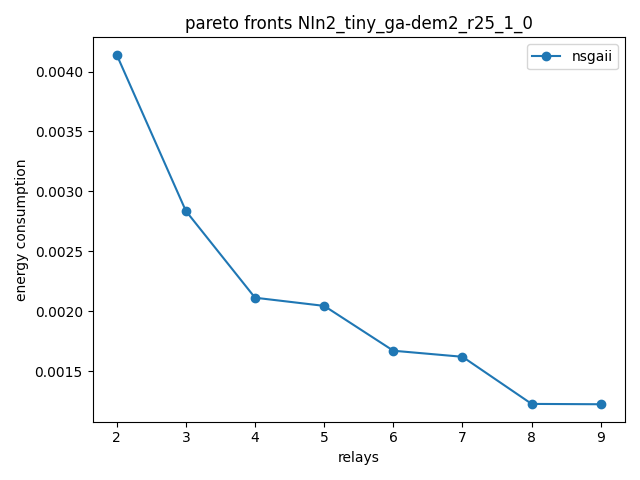 pareto fronts NIn2_tiny_ga-dem2_r25_1_0
nsgaii
energy consumption
0.0040
0.0035
0.0030
0.0025
0.0020
0.0015
2 3 4 5 6 7 8 9
relays